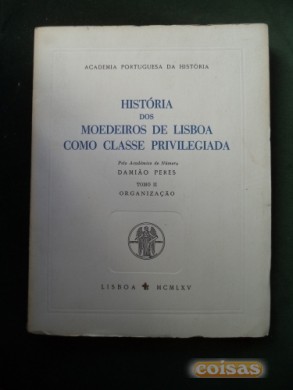 ACADEMIA PORTUGUESA DA HISTÓRIA
HISTÓRIA
DOS
MOEDEIROS DE LISBOA
COMO CLASSE PRIVILEGIADA
Pelo Académico de Número
DAMIÃO PERES
TOMO II
ORGANIZAÇÃO
LISBOA MCMLXV
coisas